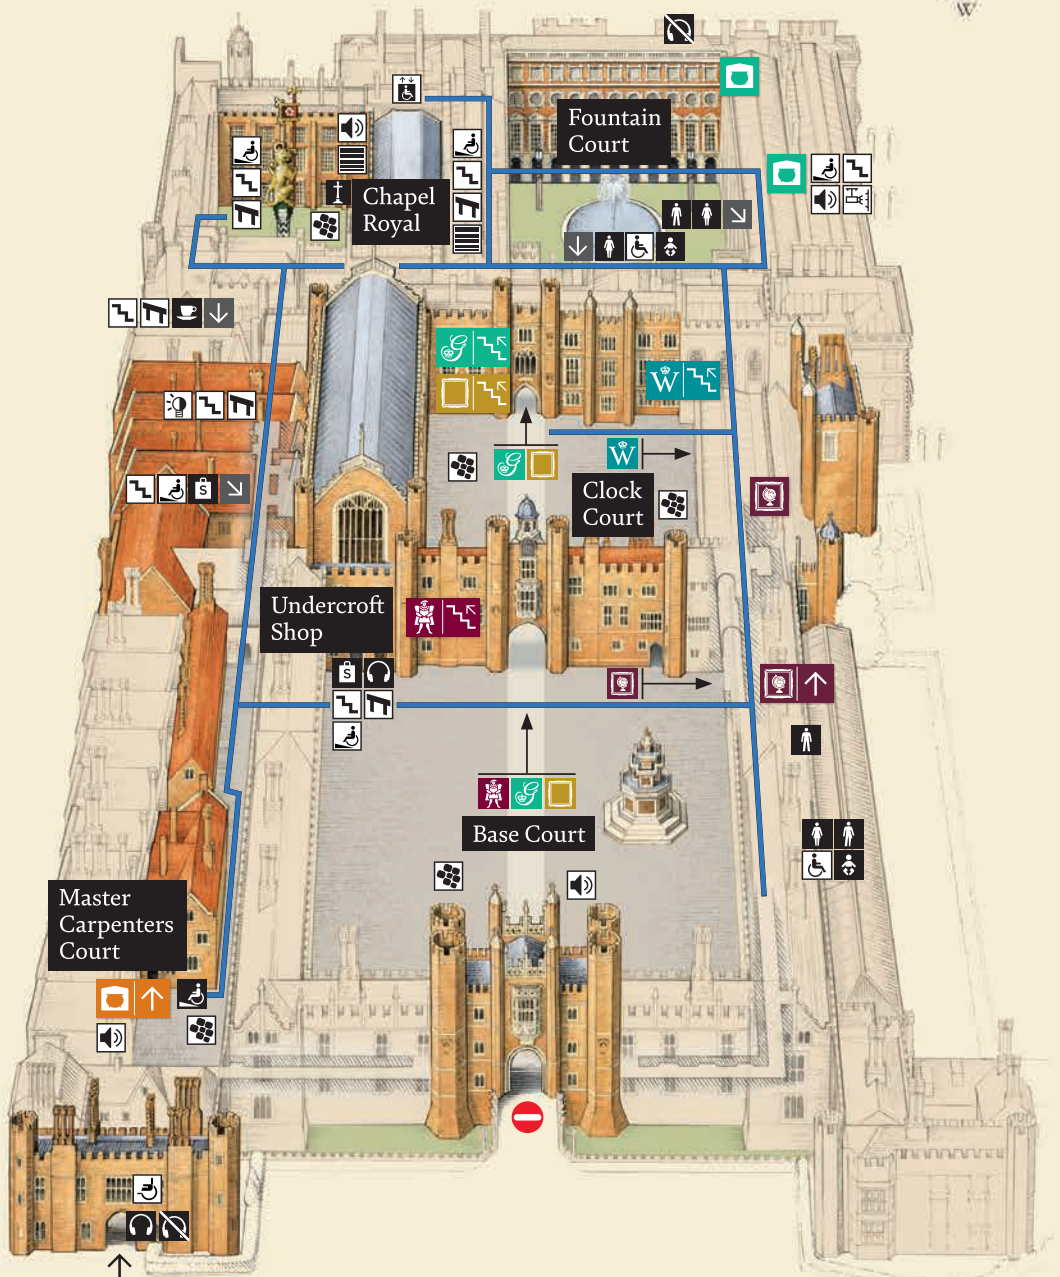 W
Fountain
Court
Chapel
Royal
G
W
G
W
Clock
Court
Undercroft
Shop
S
S
G
Base Court
Master
Carpenters
Court